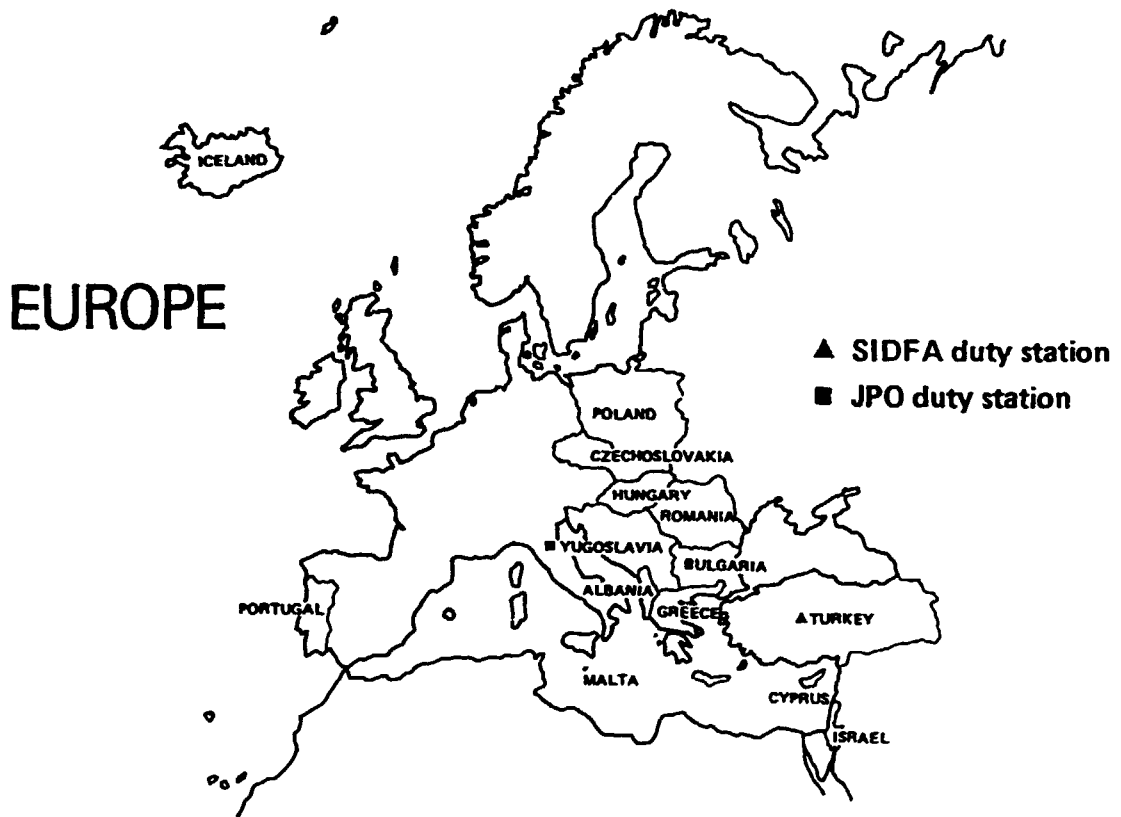 ICELAND
EUROPE
▲ SIDFA duty station
■ JPO duty station
POLAND
CZECHOSLOVAKIA
HUNGARY
ROMANIA
■ YUGOSLAVIA
BULGARIA
ALBANIA
PORTUGAL
GREECE
▲TURKEY
MALTA
CYPRUS
ISRAEL